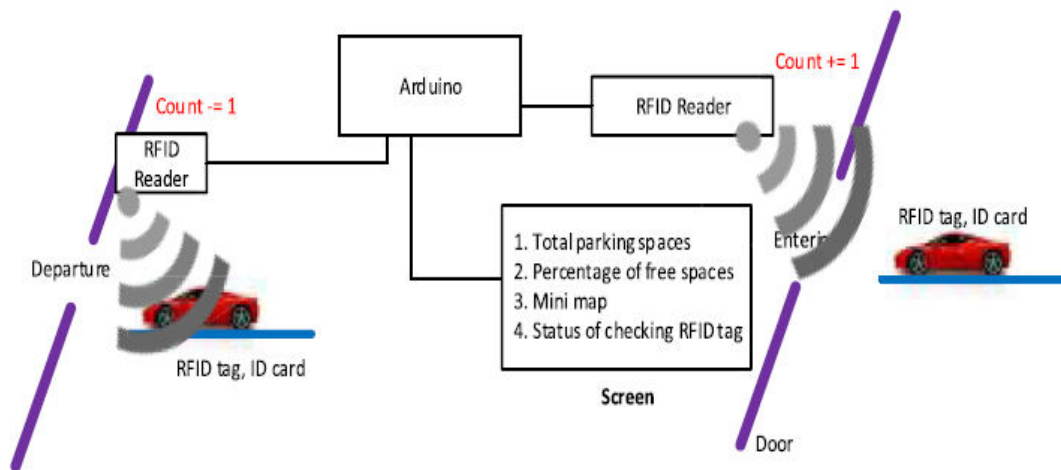 Count -= 1
RFID
Reader
Departure
RFID tag, ID card
Arduino
RFID Reader
Count += 1
1. Total parking spaces
2. Percentage of free spaces
3. Mini map
4. Status of checking RFID tag
Screen
RFID tag, ID card
Door